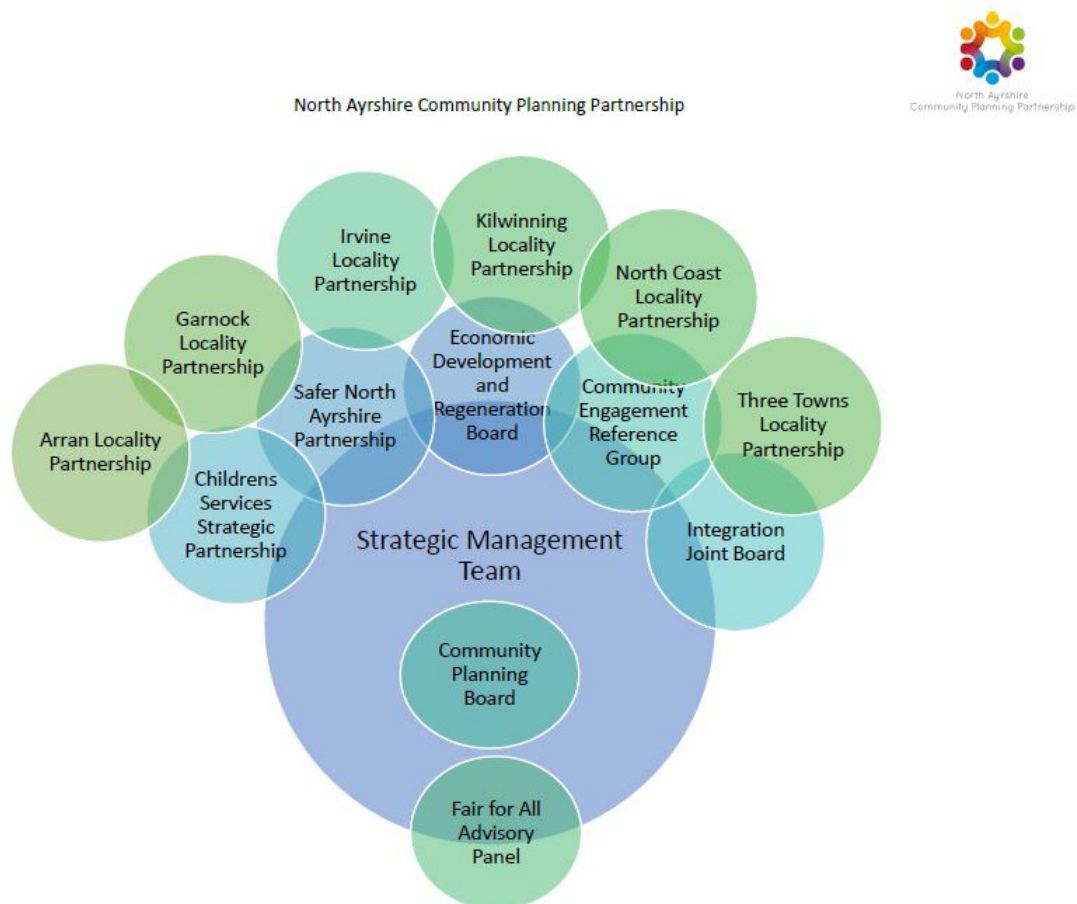 North Ayrshire
Community Planning Partnership
North Ayrshire Community Planning Partnership
Kilwinning
Locality
Partnership
Irvine
Locality
Partnership
North Coast
Locality
Partnership
Garnock
Locality
Partnership
Economic
Development
and
Regeneration
Board
Safer North
Ayrshire
Partnership
Community
Engagement
Reference
Group
Three Towns
Locality
Partnership
Arran Locality
Partnership
Childrens
Services
Strategic
Partnership
Integration
Joint Board
Strategic Management
Team
Community
Planning
Board
Fair for All
Advisory
Panel